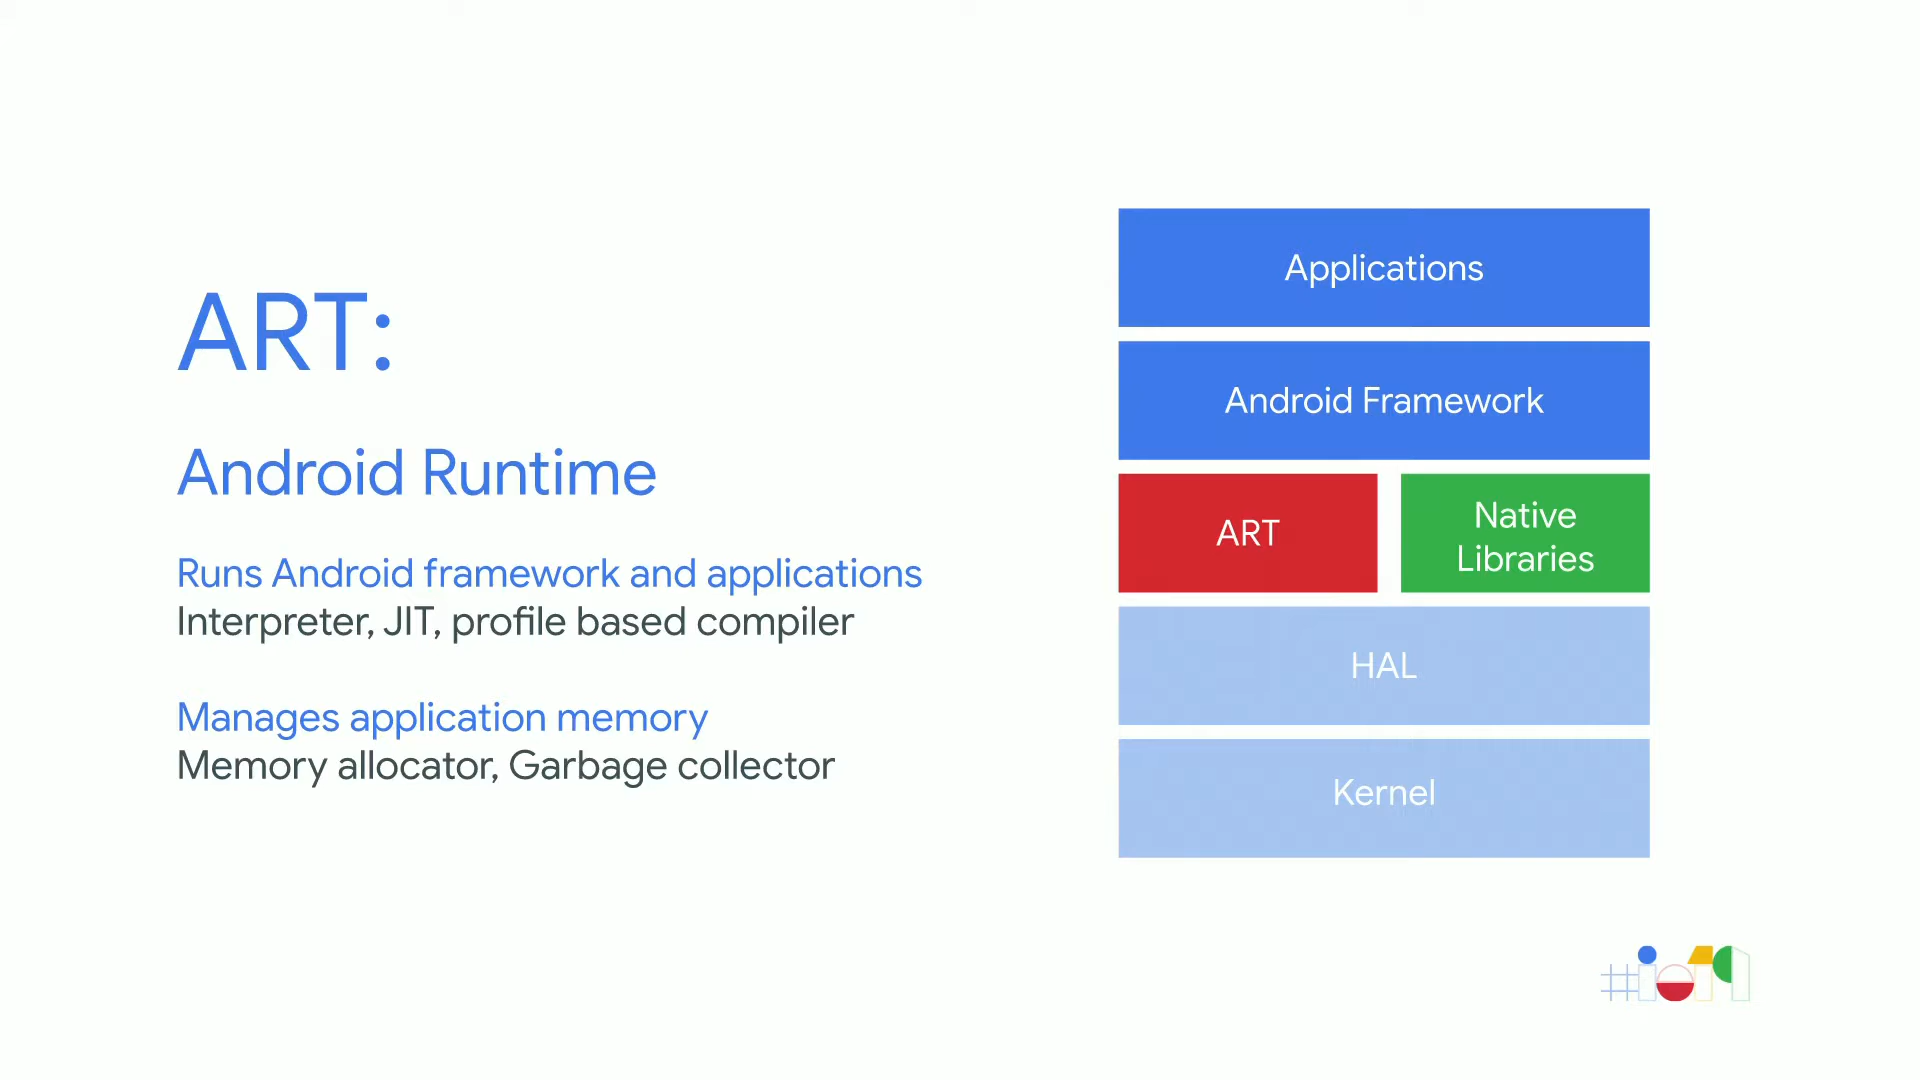 ART:
Android Runtime
Runs Android framework and applications
Interpreter, JIT, profile based compiler
Manages application memory
Memory allocator, Garbage collector
Applications
Android Framework
ART
Native
Libraries
HAL
Kernel
#io19